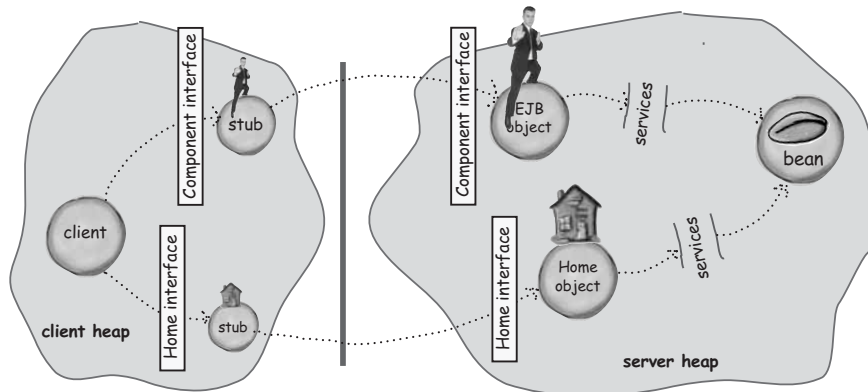 Component interface
stub
client
Home interface
stub
client heap
Component interface
EJB
object
services
bean
Home interface
Home
object
services
server heap